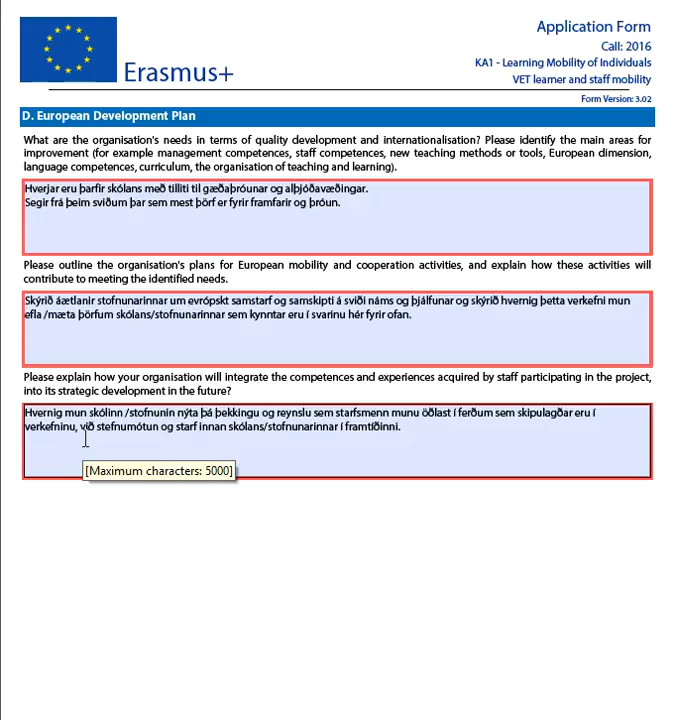 Erasmus+
Application Form
Call: 2016
KA1 - Learning Mobility of Individuals
VET learner and staff mobility
Form Version: 3.02
D. European Development Plan
What are the organisation's needs in terms of quality development and internationalisation? Please identify the main areas for
improvement (for example management competences, staff competences, new teaching methods or tools, European dimension,
language competences, curriculum, the organisation of teaching and learning).
Hverjar eru þarfir skólans með tilliti til gæðaþróunar og alþjóðavæðingar.
Segir frá þeim sviðum þar sem mest þörf er fyrir framfarir og þróun.
Please outline the organisation's plans for European mobility and cooperation activities, and explain how these activities will
contribute to meeting the identified needs.
Skýrið áætlanir stofnunarinnar um evrópskt samstarf og samskipti á sviði náms og þjálfunar og skýrið hvernig þetta verkefni mun
efla /mæta þörfum skólans/stofnunarinnar sem kynntar eru í svarinu hér fyrir ofan.
Please explain how your organisation will integrate the competences and experiences acquired by staff participating in the project,
into its strategic development in the future?
Hvernig mun skólinn /stofnunin nýta þá þekkingu og reynslu sem starfsmenn munu öðlast í ferðum sem skipulagðar eru í
verkefninu, við stefnumótun og starf innan skólans/stofnunarinnar í framtíðinni.
[Maximum characters: 5000]